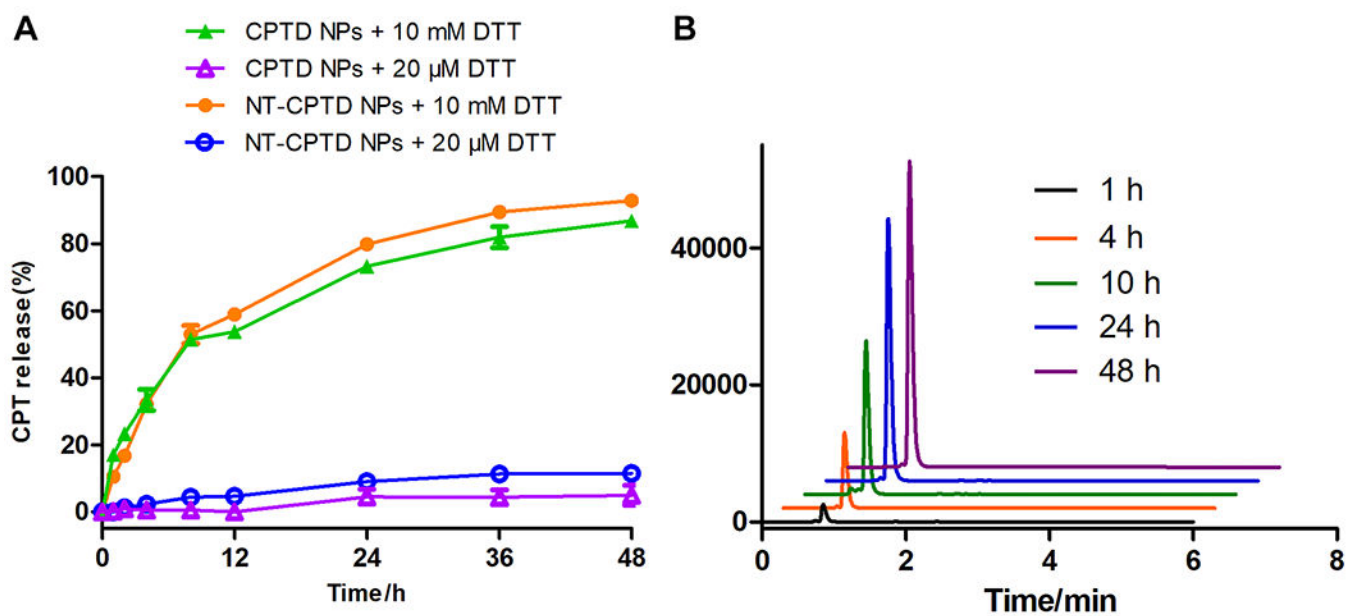 A
CPTD NPs + 10 mM DTT
CPTD NPs + 20 µM DTT
NT-CPTD NPs + 10 mM DTT
NT-CPTD NPs + 20 µM DTT
CPT release(%)
100
80
60
40
20
0
0 12 24 36 48
Time/h
B
1 h
4 h
10 h
24 h
48 h
40000
20000
0
0 2 4 6 8
Time/min